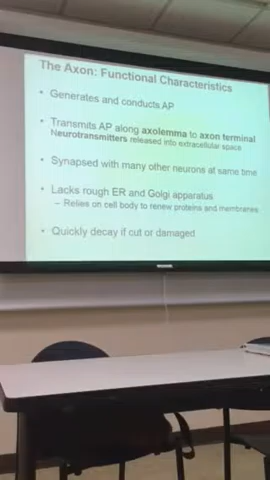 The Axon: Functional Characteristics
• Generates and conducts AP
• Transmits AP along axolemma to axon terminal
Neurotransmitters released into extracellular space
• Synapsed with many other neurons at same time
• Lacks rough ER and Golgi apparatus
– Relies on cell body to renew proteins and membranes
• Quickly decay if cut or damaged